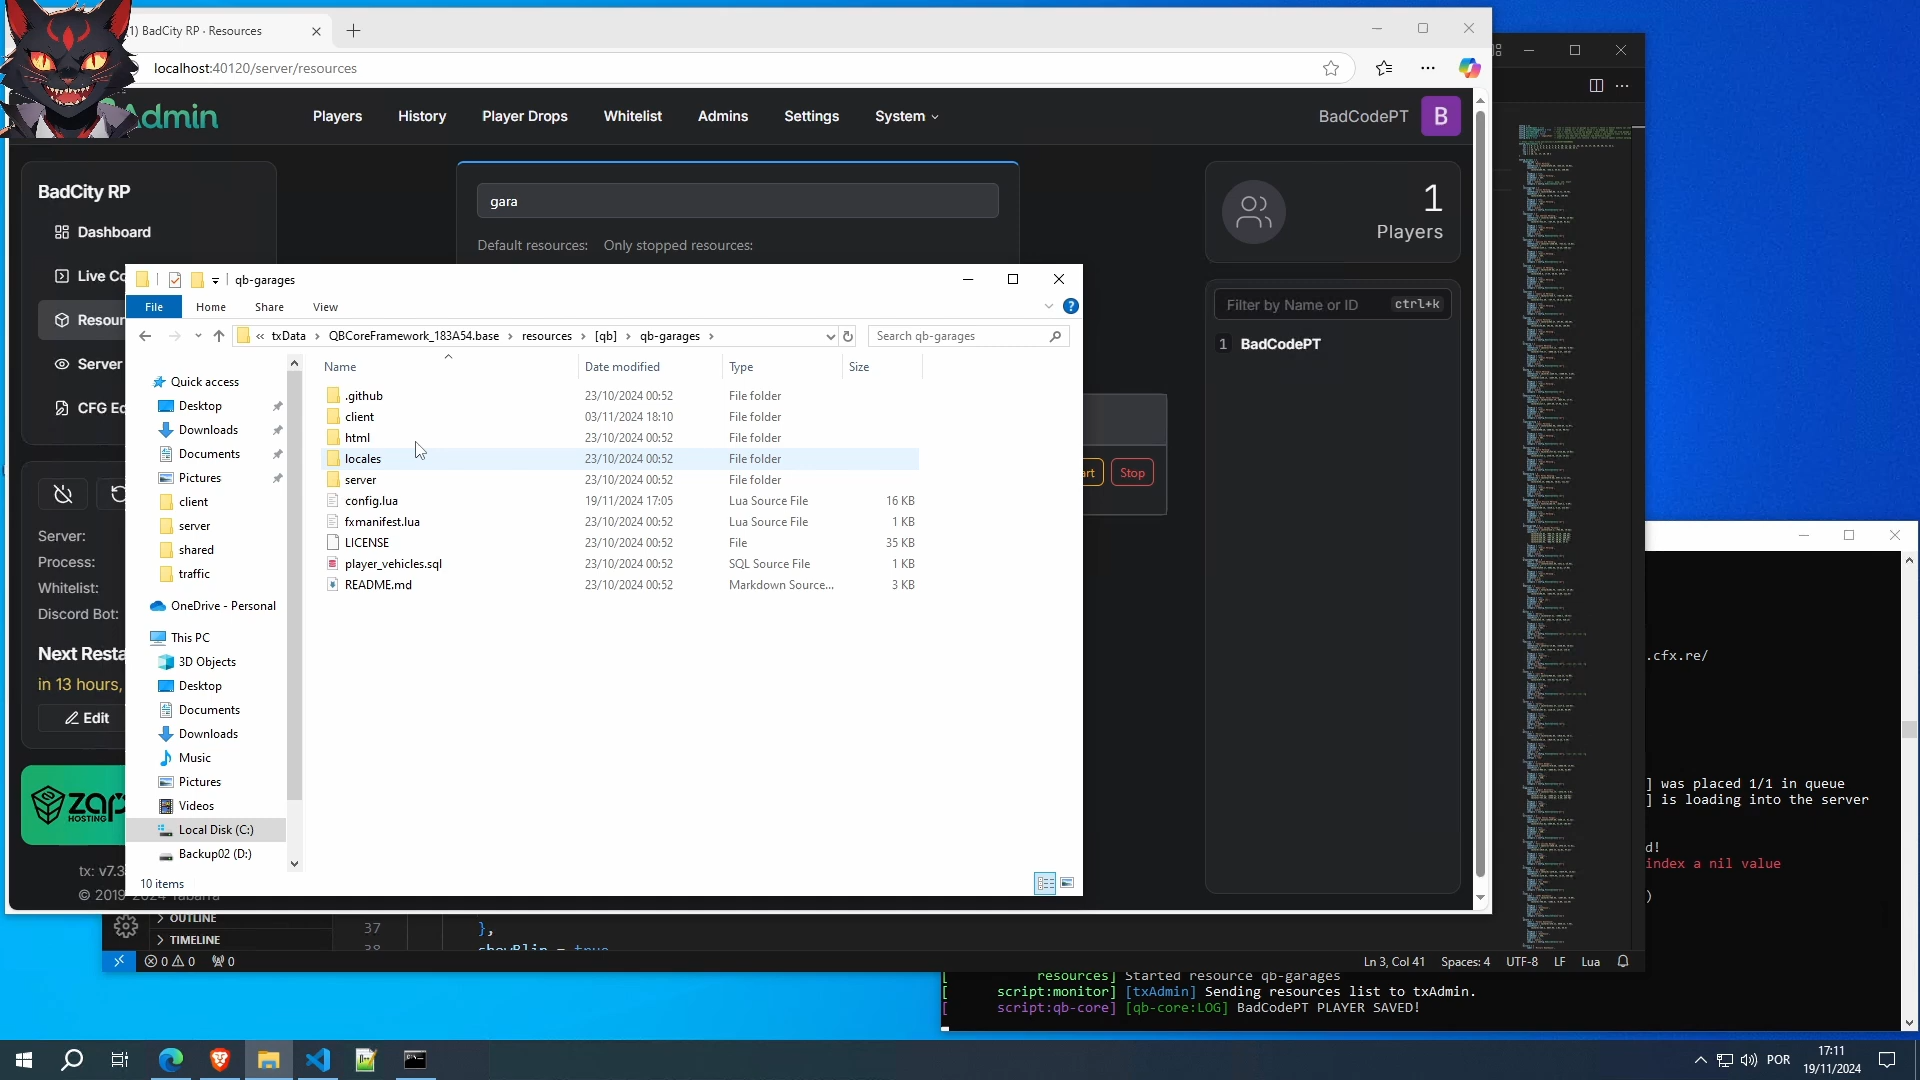 1) BadCity RP - Resources
localhost:40120/server/resources
Admin
Players
History
Player Drops
Whitelist
Admins
Settings
System
BadCodePT
B
BadCity RP
Dashboard
Live Co
Resour
Server
CFG Ed
Server:
Process:
Whitelist:
Discord Bot:
Next Resta
in 13 hours,
Edit
zap
HOSTING
tx: v7.3
© 2019-2024 Tabarra
gara
Default resources: Only stopped resources:
art
Stop
1
Players
Filter by Name or ID
ctrl+k
1 BadCodePT
qb-garages
File
Home
Share
View
« txData › QBCoreFramework_183A54.base › resources › [qb] › qb-garages ›
Search qb-garages
Quick access
Desktop
Downloads
Documents
Pictures
client
server
shared
traffic
OneDrive - Personal
This PC
3D Objects
Desktop
Documents
Downloads
Music
Pictures
Videos
Local Disk (C:)
Backup02 (D:)
Name Date modified Type Size
.github 23/10/2024 00:52 File folder
client 03/11/2024 18:10 File folder
html 23/10/2024 00:52 File folder
locales 23/10/2024 00:52 File folder
server 23/10/2024 00:52 File folder
config.lua 19/11/2024 17:05 Lua Source File 16 KB
fxmanifest.lua 23/10/2024 00:52 Lua Source File 1 KB
LICENSE 23/10/2024 00:52 File 35 KB
player_vehicles.sql 23/10/2024 00:52 SQL Source File 1 KB
README.md 23/10/2024 00:52 Markdown Source... 3 KB
10 items
OUTLINE
TIMELINE
37 },
38 showBlip = true
0 0 0
Ln 3, Col 41 Spaces: 4 UTF-8 LF Lua
.cfx.re/
] was placed 1/1 in queue
] is loading into the server
d!
index a nil value
)
[ resources] Started resource qb-garages
[ script:monitor] [txAdmin] Sending resources list to txAdmin.
[ script:qb-core] [qb-core:LOG] BadCodePT PLAYER SAVED!
POR
17:11
19/11/2024